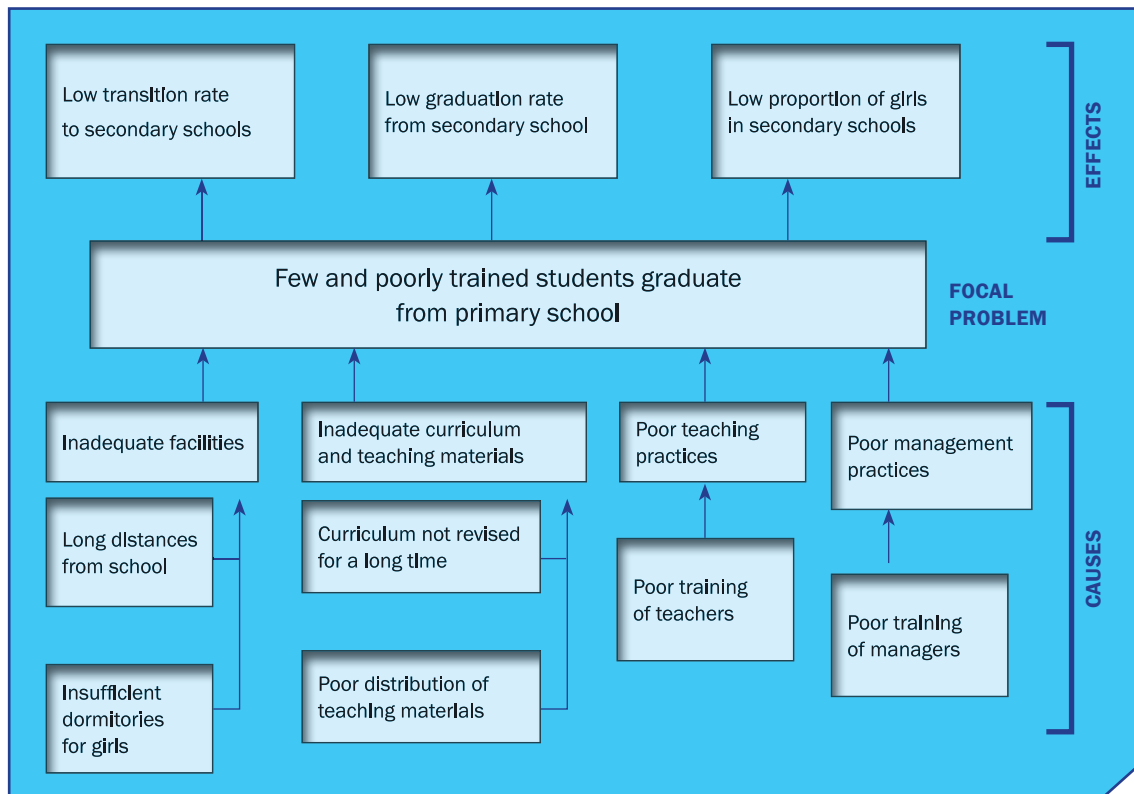 Low transition rate
to secondary schools
Low graduation rate
from secondary school
Low proportion of girls
in secondary schools
EFFECTS
Few and poorly trained students graduate
from primary school
FOCAL
PROBLEM
Inadequate facilities
Inadequate curriculum
and teaching materials
Poor teaching
practices
Poor management
practices
Long distances
from school
Curriculum not revised
for a long time
Poor training
of teachers
Poor training
of managers
Insufficient
dormitories
for girls
Poor distribution of
teaching materials
CAUSES